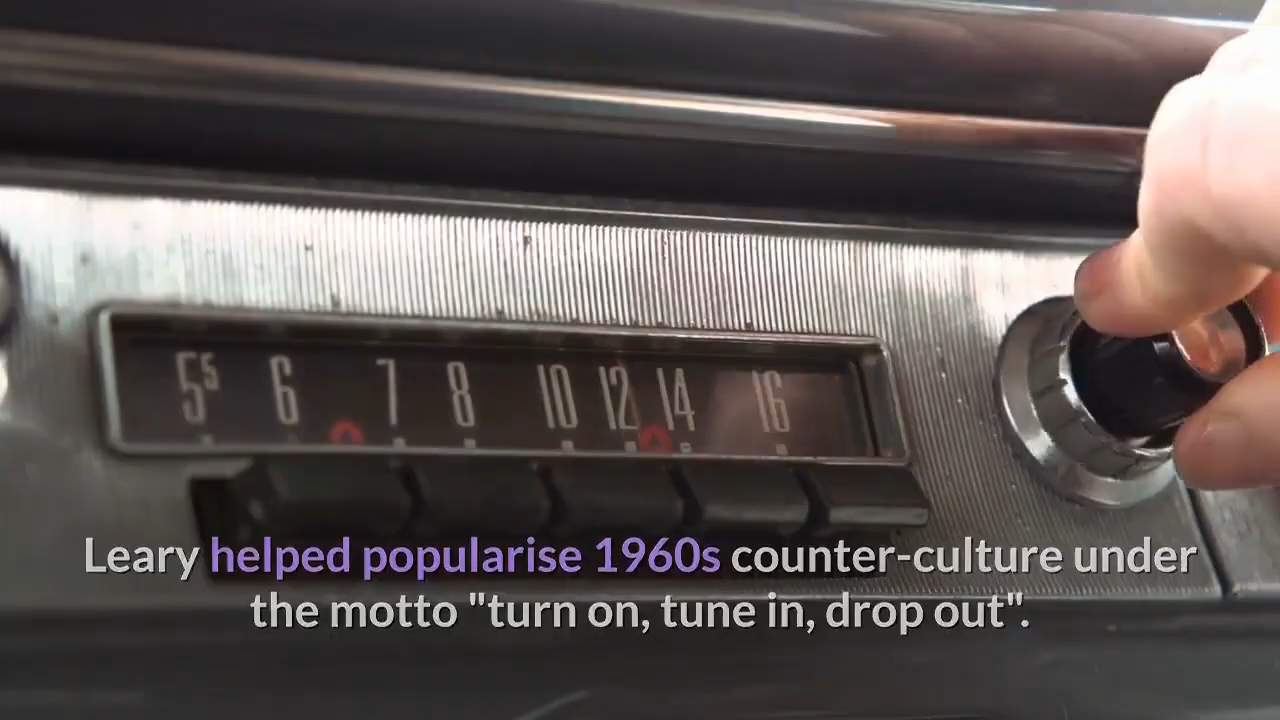 5⁵ 6 7 8 10 12 14 16
Leary helped popularise 1960s counter-culture under
the motto "turn on, tune in, drop out".